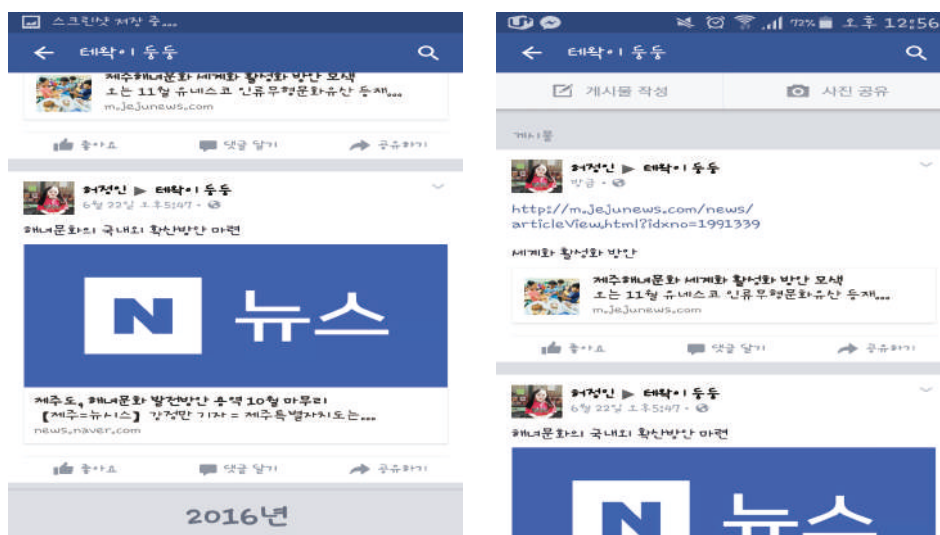 스크린샷 저장 중...
테왁이 둥둥
제주해녀문화 세계화 활성화 방안 모색
오는 11월 유네스코 인류무형문화유산 등재...
m.jejunews.com
좋아요 댓글 달기 공유하기
허정인 ▶ 테왁이 둥둥
6월 22일 오후5:47
해녀문화의 국내외 확산방안 마련
N 뉴스
제주도, 해녀문화 발전방안 용역 10월 마무리
【제주=뉴시스】 강정만 기자 = 제주특별자치도는...
news.naver.com
좋아요 댓글 달기 공유하기
2016년
72% 오후 12:56
테왁이 둥둥
게시물 작성 사진 공유
게시물
허정인 ▶ 테왁이 둥둥
방금
http://m.jejunews.com/news/
articleView.html?idxno=1991339
세계화 활성화 방안
제주해녀문화 세계화 활성화 방안 모색
오는 11월 유네스코 인류무형문화유산 등재...
m.jejunews.com
좋아요 댓글 달기 공유하기
허정인 ▶ 테왁이 둥둥
6월 22일 오후5:47
해녀문화의 국내외 확산방안 마련
N 뉴스